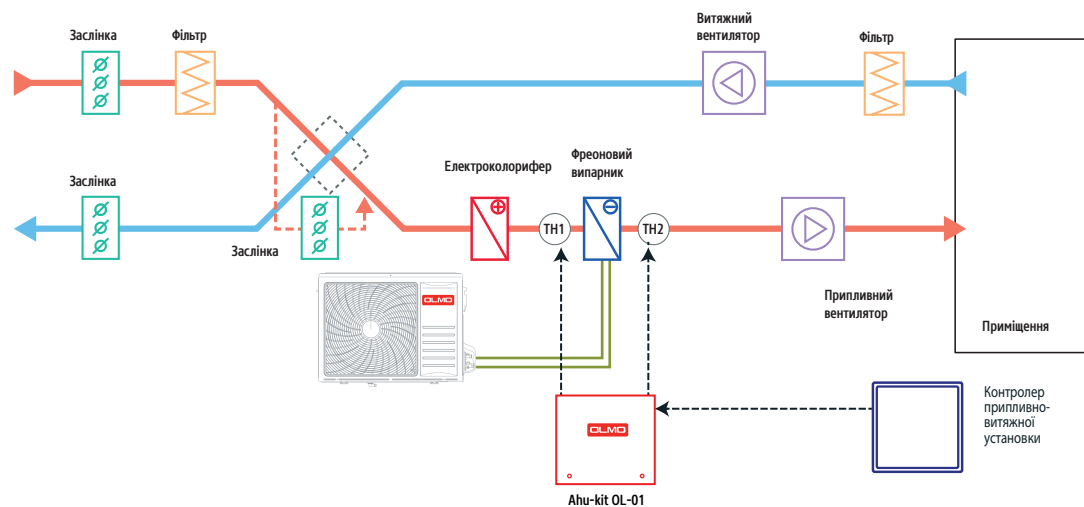 Заслінка
Фільтр
Витяжний
вентилятор
Фільтр
Заслінка
Електроколорифер
Фреоновий
випарник
Заслінка
TH1
TH2
OLMO
Припливний
вентилятор
Приміщення
OLMO
Контролер
припливно-
витяжної
установки
Ahu-kit OL-01